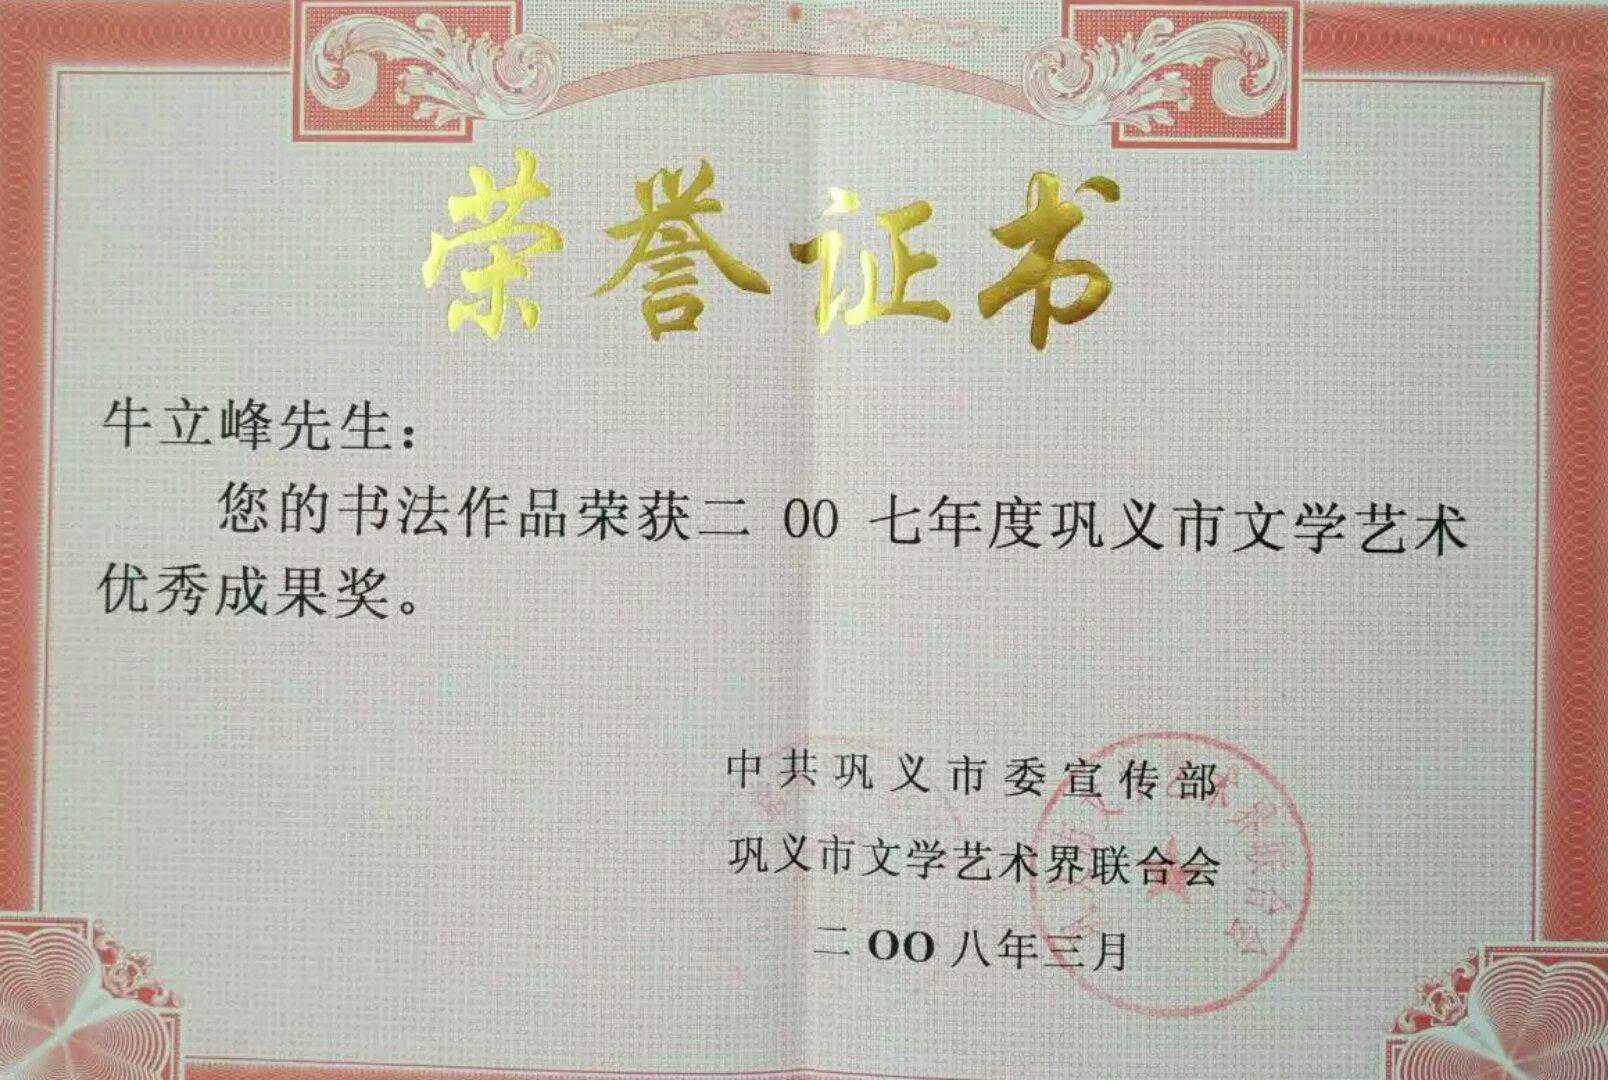 荣誉证书
牛立峰先生：
您的书法作品荣获二00七年度巩义市文学艺术
优秀成果奖。
中共巩义市委宣传部
巩义市文学艺术界联合会
二OO八年三月